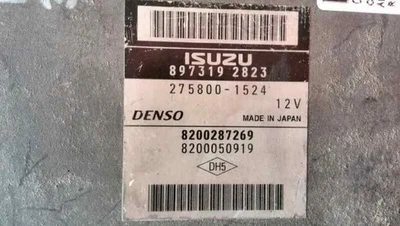 ISUZU
897319 2823
275800-1524
12V
DENSO
MADE IN JAPAN
8200287269
8200050919
DH5